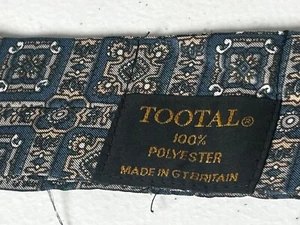 TOOTAL®
100%
POLYESTER
MADE IN GT BRITAIN